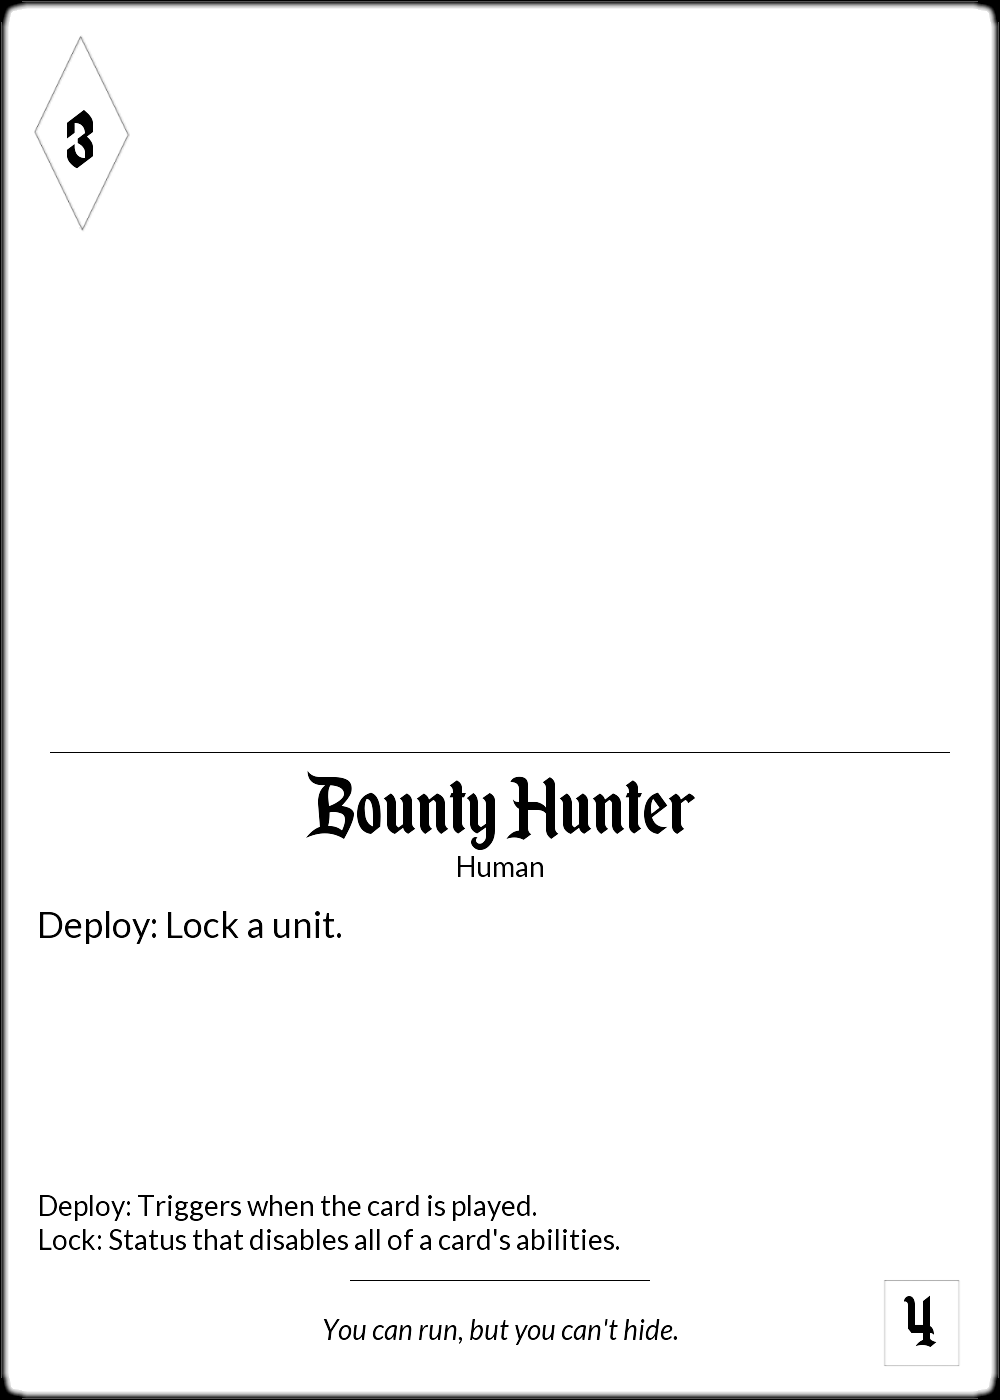 3
Bounty Hunter
Human
Deploy: Lock a unit.
Deploy: Triggers when the card is played.
Lock: Status that disables all of a card's abilities.
You can run, but you can't hide.
4